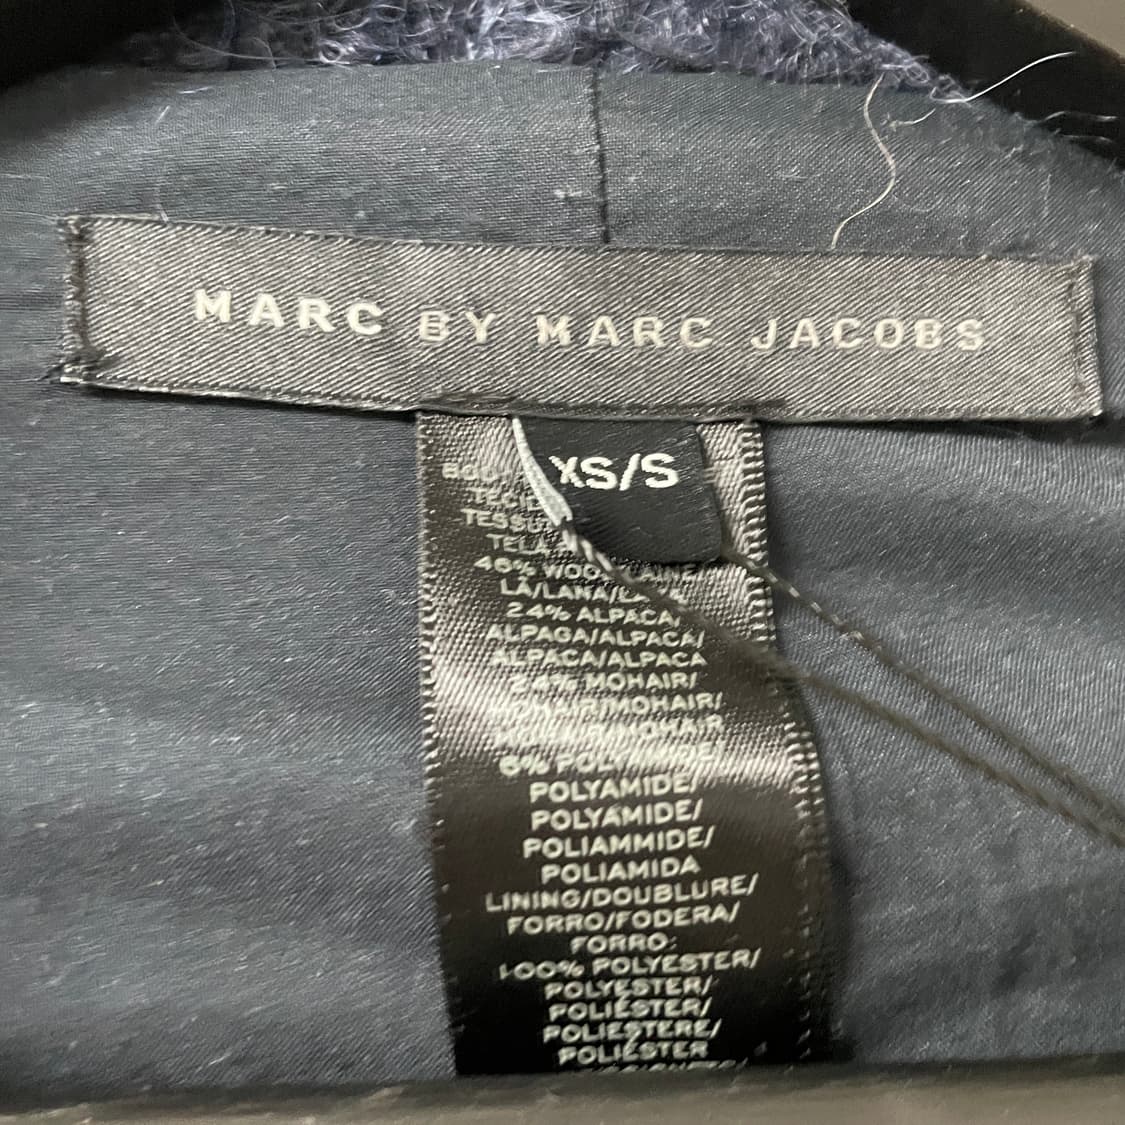 MARC BY MARC JACOBS
XS/S
46% WOOL/LAINE/
LÃ/LANA/LANA
24% ALPACA/
ALPAGA/ALPACA/
ALPACA/ALPACA
24% MOHAIR/
MOHAIR/MOHAIR/
MOHAIR/MOHAIR
6% POLYAMIDE/
POLYAMIDE/
POLYAMIDE/
POLIAMMIDE/
POLIAMIDA
LINING/DOUBLURE/
FORRO/FODERA/
FORRO:
100% POLYESTER/
POLYESTER/
POLIÉSTER/
POLIESTERE/
POLIÉSTER